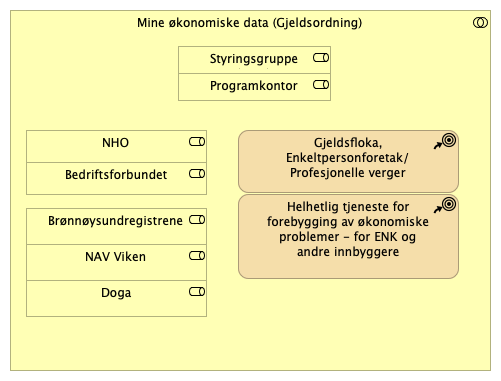 Mine økonomiske data (Gjeldsordning)
Styringsgruppe
Programkontor
NHO
Bedriftsforbundet
Brønnøysundregistrene
NAV Viken
Doga
Gjeldsfloka,
Enkeltpersonforetak/
Profesjonelle verger
Helhetlig tjeneste for
forebygging av økonomiske
problemer - for ENK og
andre innbyggere